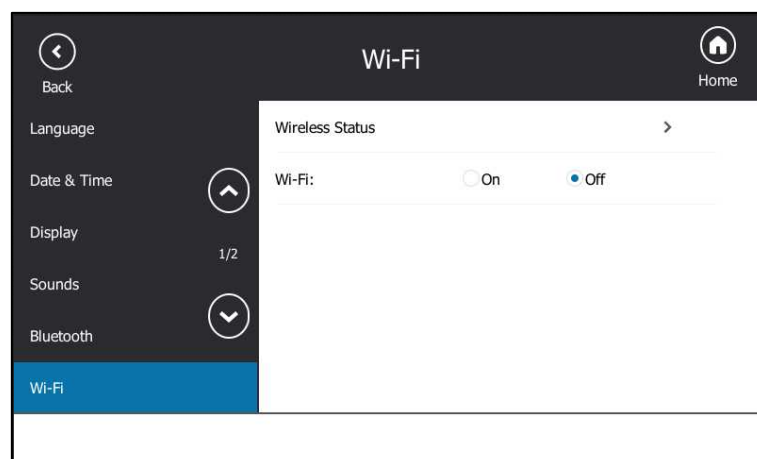 Wi-Fi
Back
Home
Language
Date & Time
Display
1/2
Sounds
Bluetooth
Wi-Fi
Wireless Status
Wi-Fi: On Off